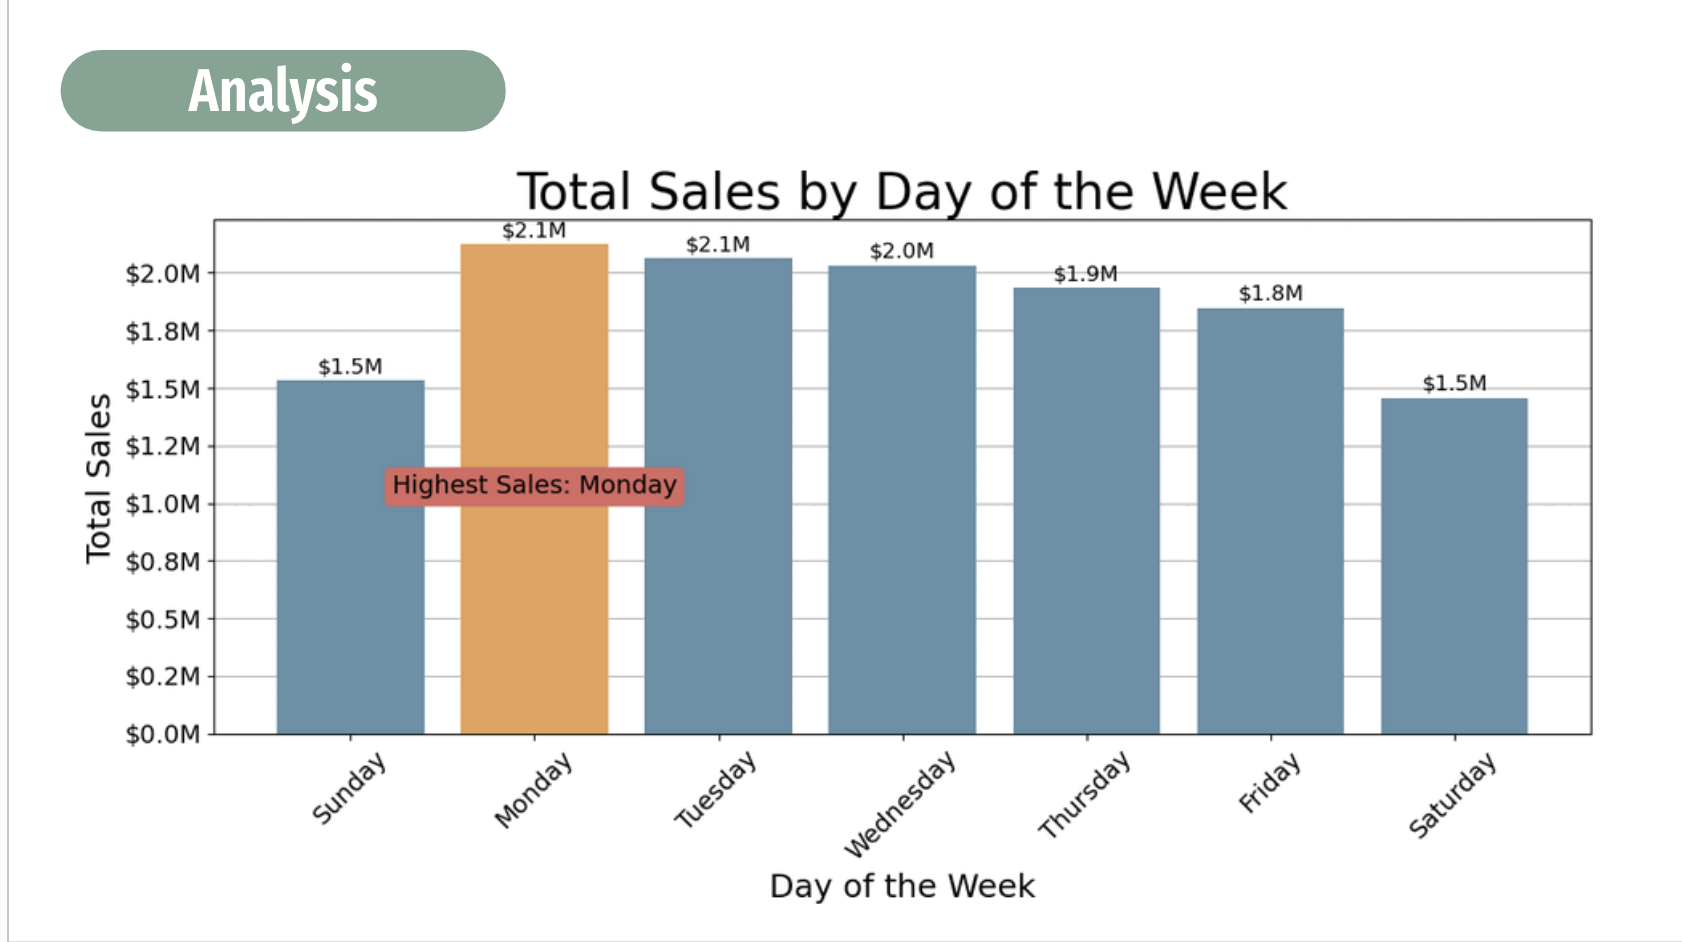 Analysis
Total Sales by Day of the Week
$2.1M
$2.1M
$2.0M
$1.9M
$1.8M
$1.5M
$1.5M
Total Sales
$2.0M
$1.8M
$1.5M
$1.2M
$1.0M
$0.8M
$0.5M
$0.2M
$0.0M
Highest Sales: Monday
Sunday
Monday
Tuesday
Wednesday
Thursday
Friday
Saturday
Day of the Week